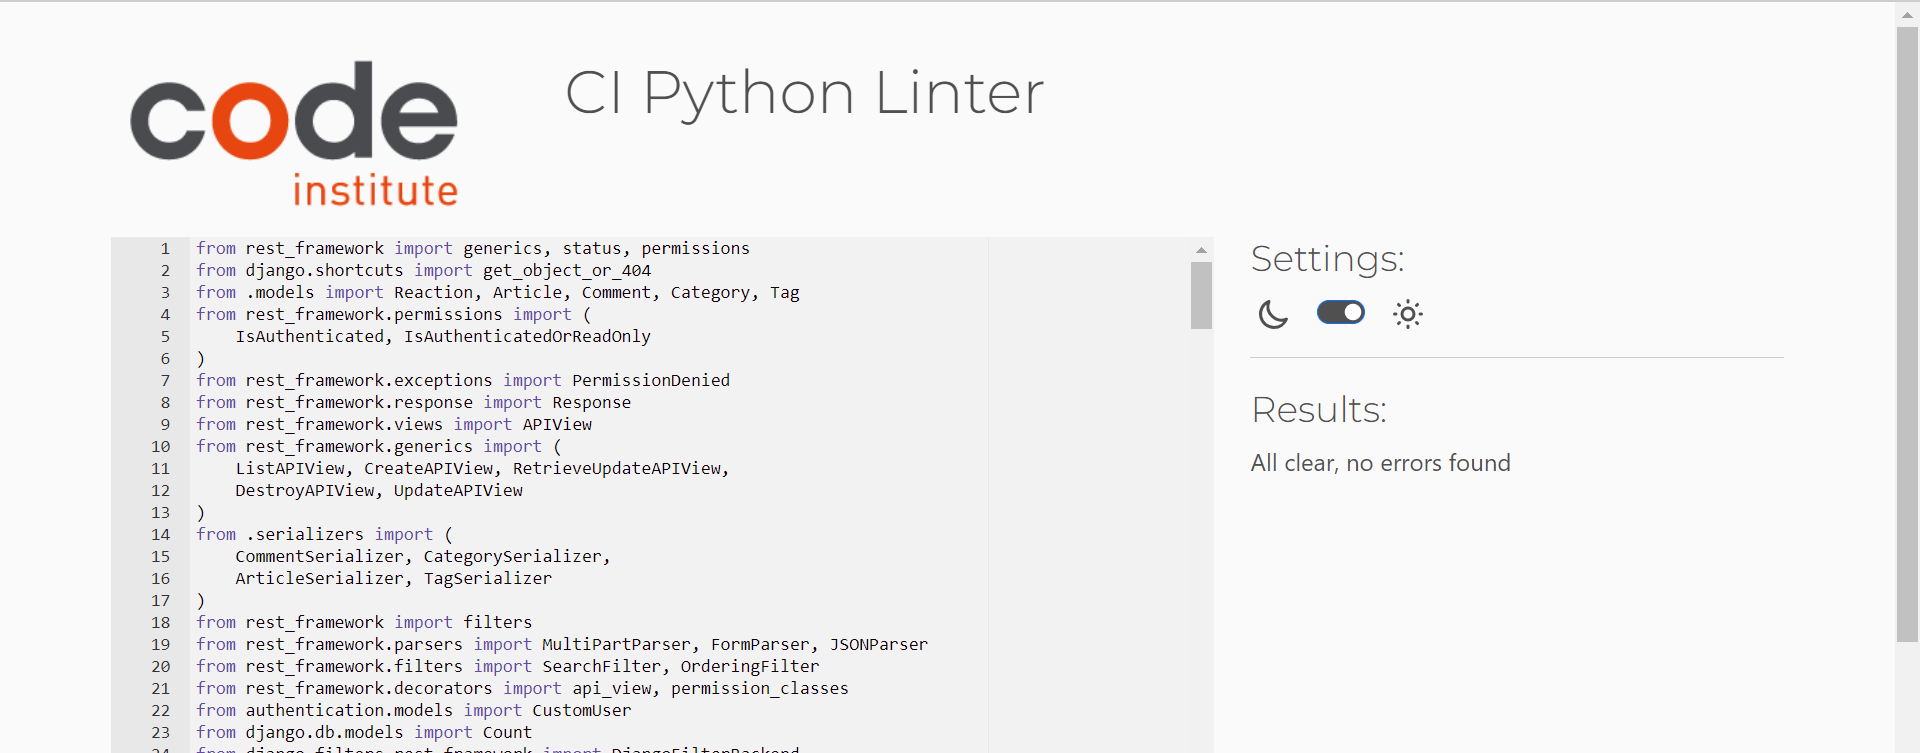 code
institute
CI Python Linter
1 from rest_framework import generics, status, permissions
2 from django.shortcuts import get_object_or_404
3 from .models import Reaction, Article, Comment, Category, Tag
4 from rest_framework.permissions import (
5     IsAuthenticated, IsAuthenticatedOrReadOnly
6 )
7 from rest_framework.exceptions import PermissionDenied
8 from rest_framework.response import Response
9 from rest_framework.views import APIView
10 from rest_framework.generics import (
11     ListAPIView, CreateAPIView, RetrieveUpdateAPIView,
12     DestroyAPIView, UpdateAPIView
13 )
14 from .serializers import (
15     CommentSerializer, CategorySerializer,
16     ArticleSerializer, TagSerializer
17 )
18 from rest_framework import filters
19 from rest_framework.parsers import MultiPartParser, FormParser, JSONParser
20 from rest_framework.filters import SearchFilter, OrderingFilter
21 from rest_framework.decorators import api_view, permission_classes
22 from authentication.models import CustomUser
23 from django.db.models import Count
24 from django_filters.rest_framework import DjangoFilterBackend
Settings:
Results:
All clear, no errors found